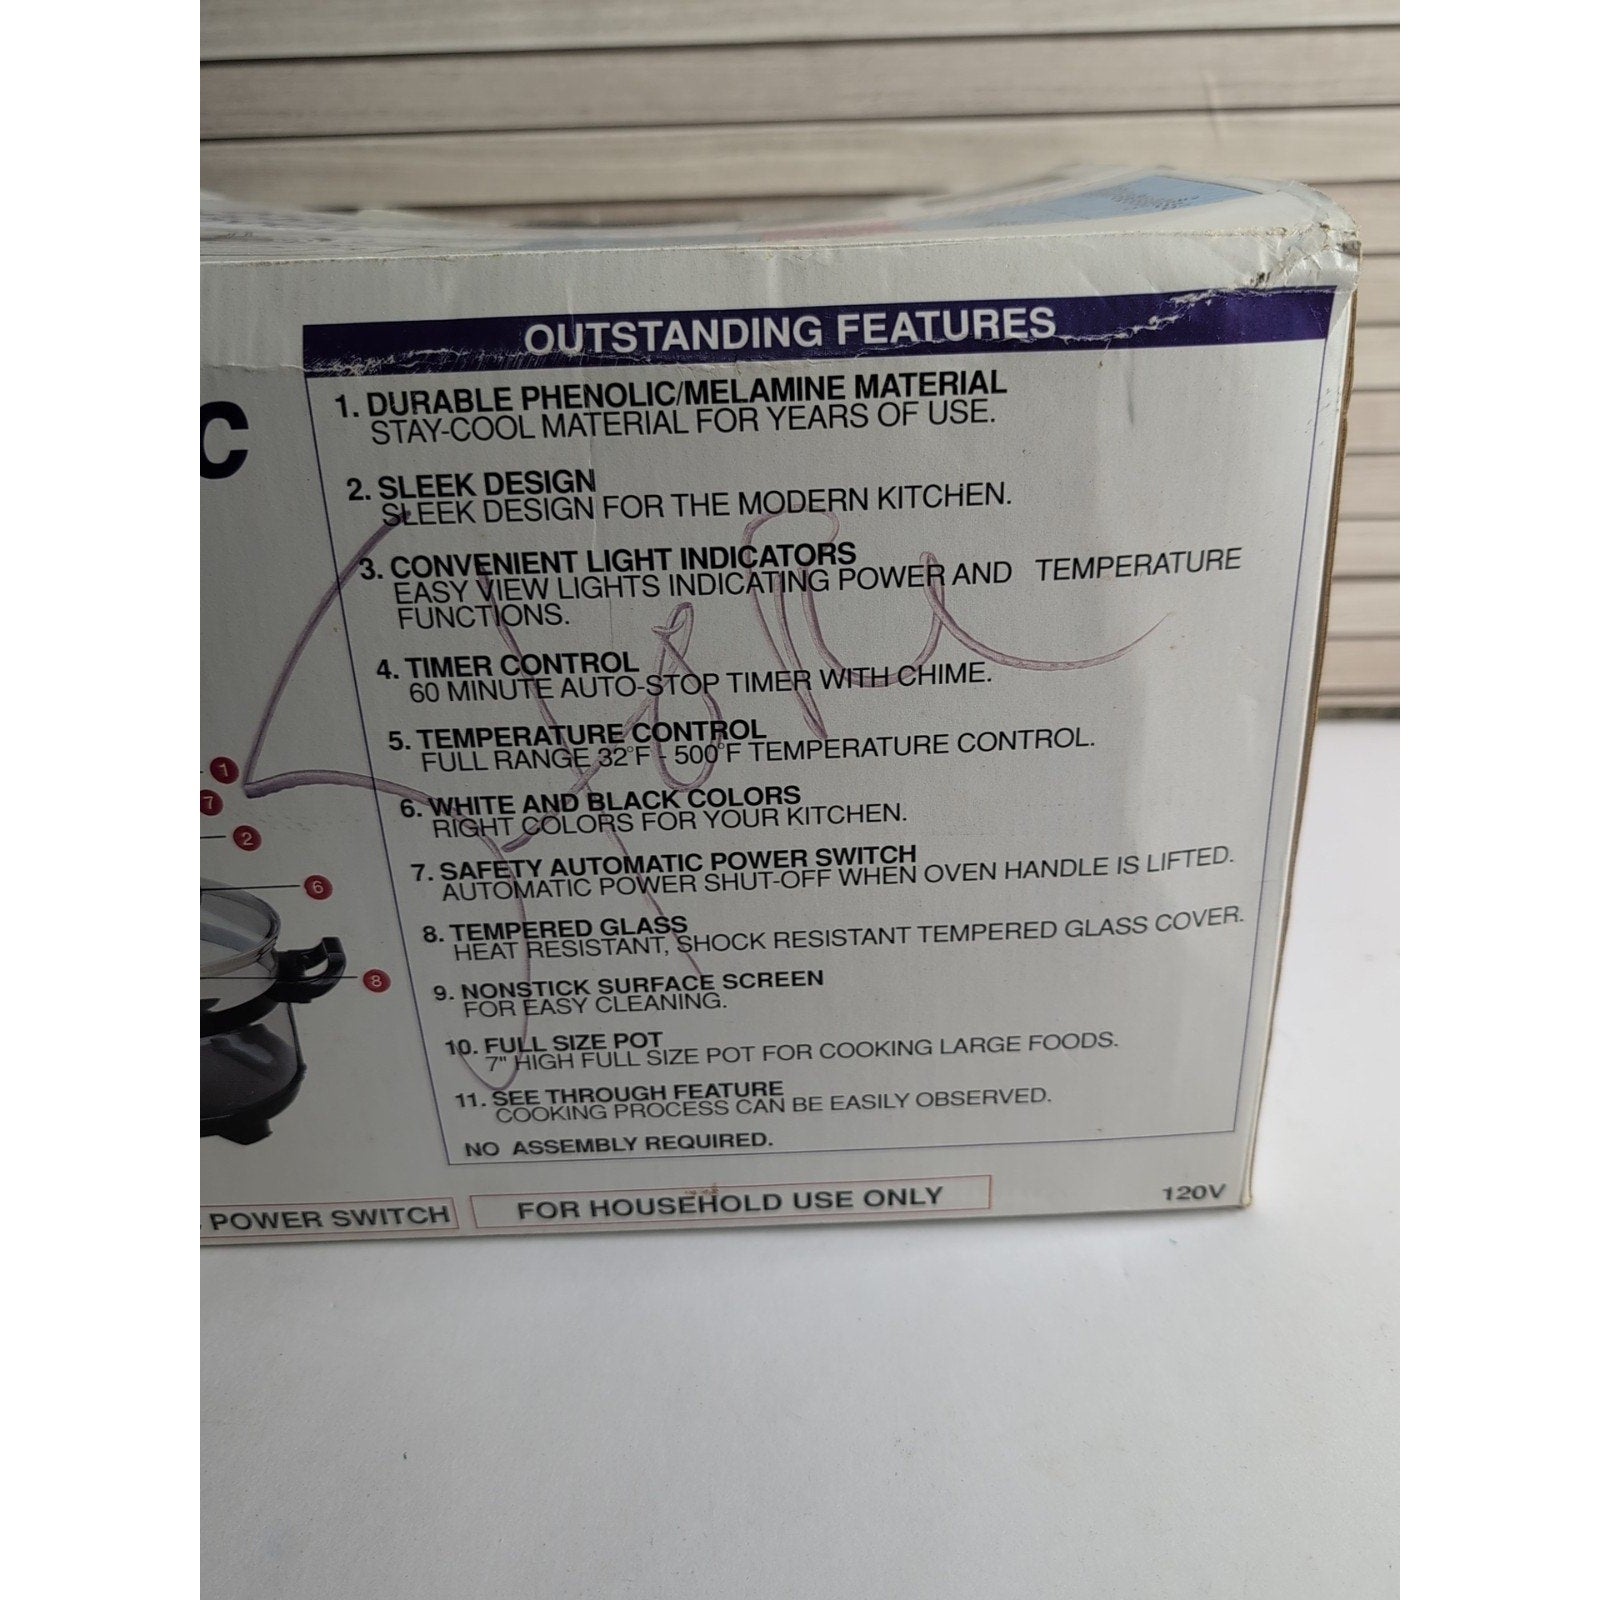 OUTSTANDING FEATURES
1. DURABLE PHENOLIC/MELAMINE MATERIAL
STAY-COOL MATERIAL FOR YEARS OF USE.
2. SLEEK DESIGN
SLEEK DESIGN FOR THE MODERN KITCHEN.
3. CONVENIENT LIGHT INDICATORS
EASY VIEW LIGHTS INDICATING POWER AND TEMPERATURE
FUNCTIONS.
4. TIMER CONTROL
60 MINUTE AUTO-STOP TIMER WITH CHIME.
5. TEMPERATURE CONTROL
FULL RANGE 32°F - 500°F TEMPERATURE CONTROL.
6. WHITE AND BLACK COLORS
RIGHT COLORS FOR YOUR KITCHEN.
7. SAFETY AUTOMATIC POWER SWITCH
AUTOMATIC POWER SHUT-OFF WHEN OVEN HANDLE IS LIFTED.
8. TEMPERED GLASS
HEAT RESISTANT, SHOCK RESISTANT TEMPERED GLASS COVER.
9. NONSTICK SURFACE SCREEN
FOR EASY CLEANING.
10. FULL SIZE POT
7" HIGH FULL SIZE POT FOR COOKING LARGE FOODS.
11. SEE THROUGH FEATURE
COOKING PROCESS CAN BE EASILY OBSERVED.
NO ASSEMBLY REQUIRED.
C
1
7
2
6
8
POWER SWITCH
FOR HOUSEHOLD USE ONLY
120V